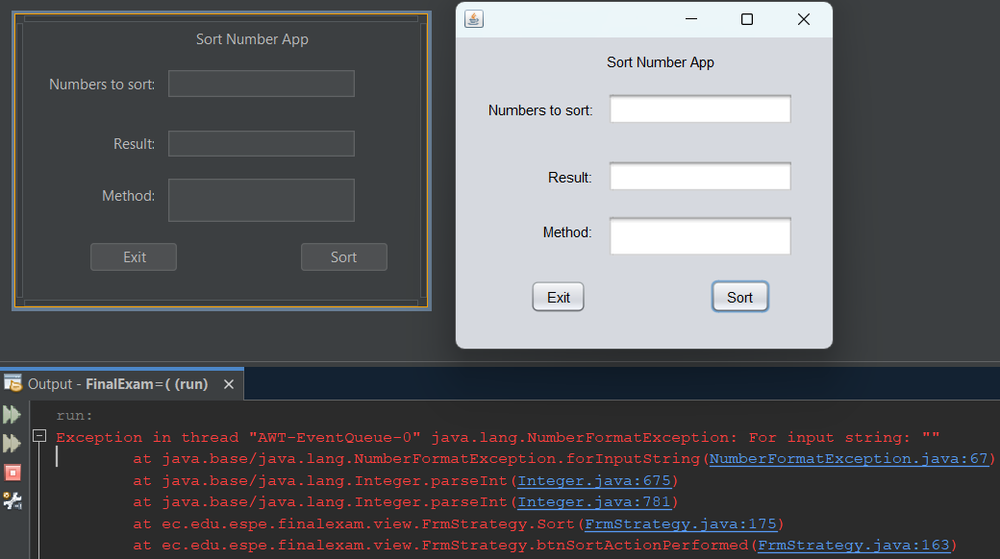 Sort Number App
Numbers to sort:
Result:
Method:
Exit
Sort
Sort Number App
Numbers to sort:
Result:
Method:
Exit
Sort
Output - FinalExam=( (run)
run:
Exception in thread "AWT-EventQueue-0" java.lang.NumberFormatException: For input string: ""
at java.base/java.lang.NumberFormatException.forInputString(NumberFormatException.java:67)
at java.base/java.lang.Integer.parseInt(Integer.java:675)
at java.base/java.lang.Integer.parseInt(Integer.java:781)
at ec.edu.espe.finalexam.view.FrmStrategy.Sort(FrmStrategy.java:175)
at ec.edu.espe.finalexam.view.FrmStrategy.btnSortActionPerformed(FrmStrategy.java:163)